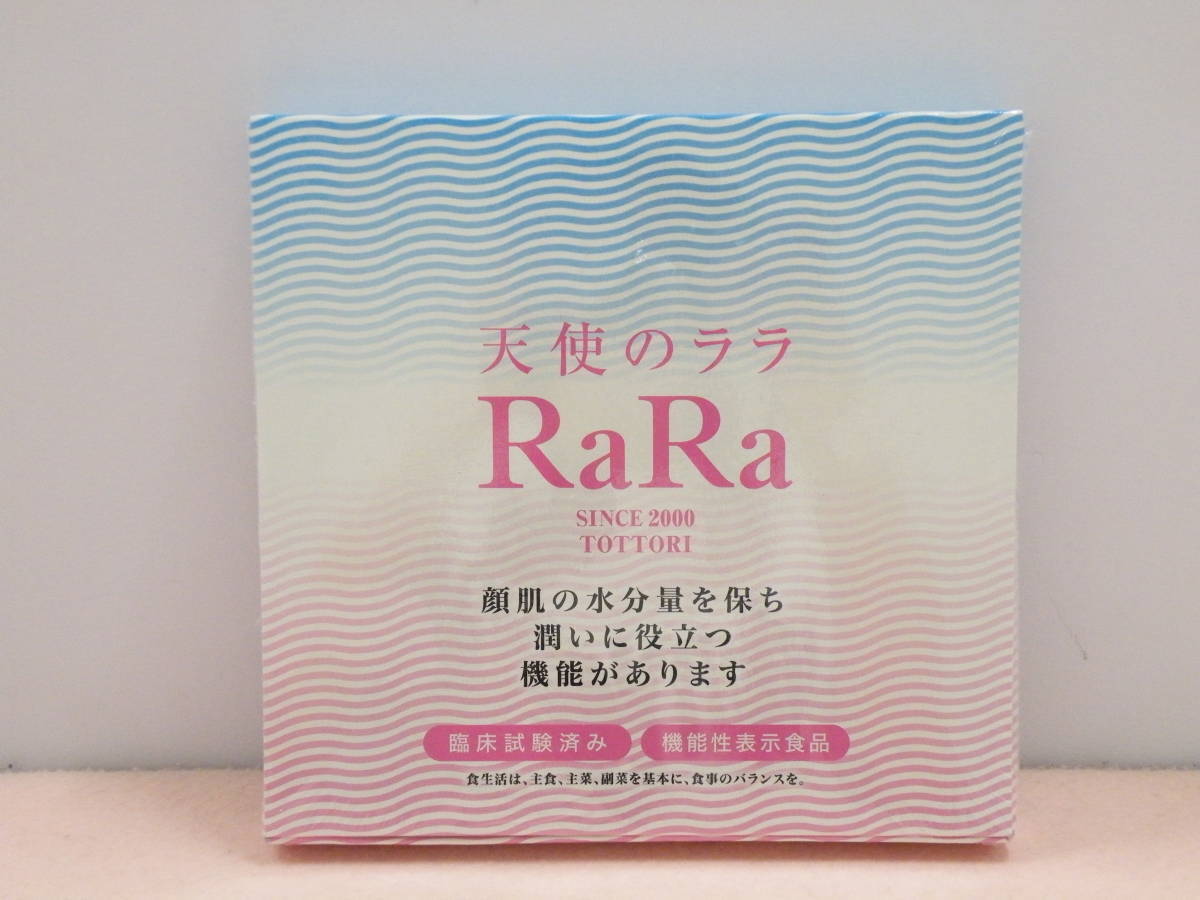 天使のララ
RaRa
SINCE 2000
TOTTORI
顔肌の水分量を保ち
潤いに役立つ
機能があります
臨床試験済み 機能性表示食品
食生活は、主食、主菜、副菜を基本に、食事のバランスを。